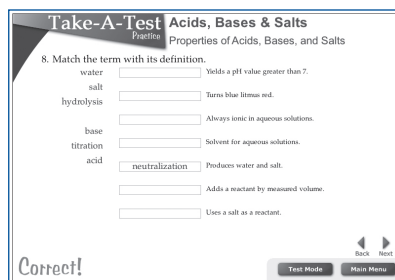 Take-A-Test
Practice
Acids, Bases & Salts
Properties of Acids, Bases, and Salts
8. Match the term with its definition.
water
Yields a pH value greater than 7.
salt
Turns blue litmus red.
hydrolysis
Always ionic in aqueous solutions.
base
Solvent for aqueous solutions.
titration
acid
neutralization
Produces water and salt.
Adds a reactant by measured volume.
Uses a salt as a reactant.
Back
Next
Correct!
Test Mode
Main Menu